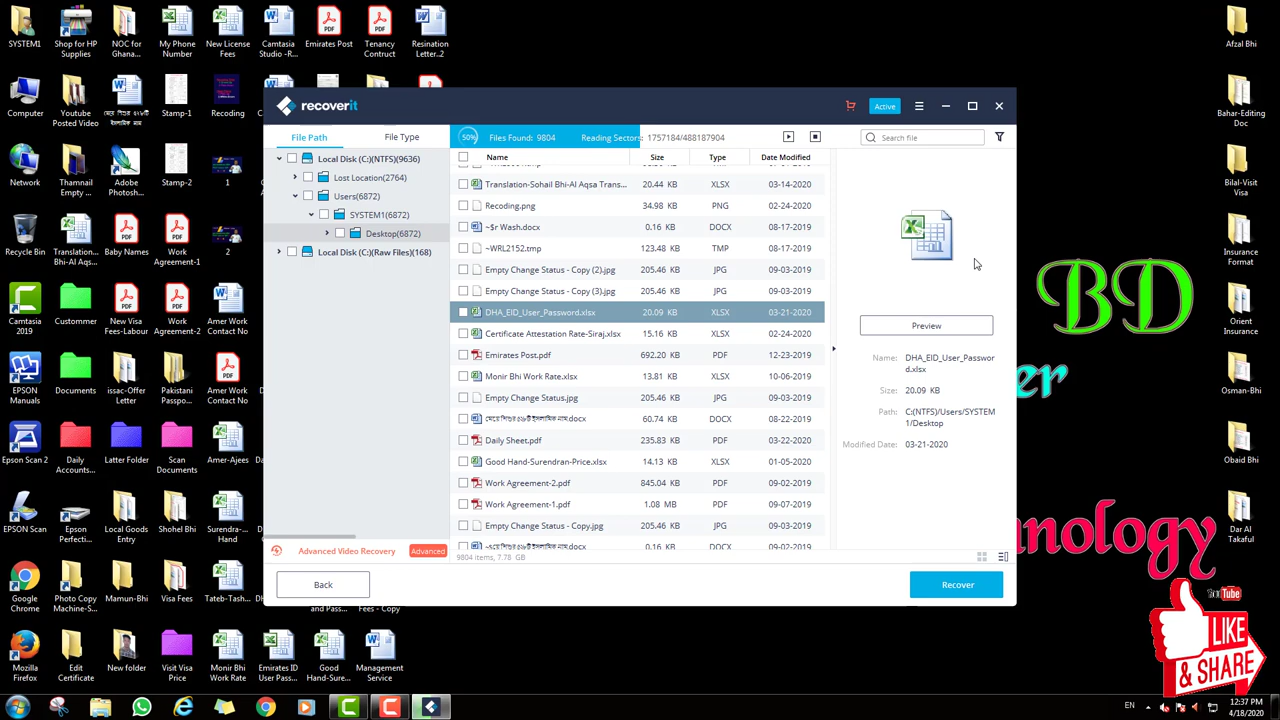 SYSTEM1
Shop for HP Supplies
NOC for Ghana...
My Phone Number
New License Fees
Camtasia Studio -R...
Emirates Post
Tenancy Contract
Resination Letter..2
Afzal Bhi
Computer
Youtube Posted Video
Stamp-1
Recoding
Bahar-Editing Doc
Network
Thamnail Empty ...
Adobe Photosh...
Stamp-2
1
Bilal-Visit Visa
Recycle Bin
Translation... Bhi-Al Aqs...
Baby Names
Work Agreement-1
2
Insurance Format
Camtasia 2019
Custommer
New Visa Fees-Labour
Work Agreement-2
Amer Work Contact No
Orient Insurance
EPSON Manuals
Documents
issac-Offer Letter
Pakistani Passpo...
Amer Work Contact No
Osman-Bhi
Epson Scan 2
Daily Accounts...
Latter Folder
Scan Documents
Amer-Ajees
Obaid Bhi
EPSON Scan
Epson Perfecti...
Local Goods Entry
Shohel Bhi
Surendra-Hand ...
Dar Al Takaful
Google Chrome
Photo Copy Machine-S...
Mamun-Bhi
Visa Fees
Tateb-Tash...
and Pass...
Fees - Copy
Mozilla Firefox
Edit Certificate
New folder
Visit Visa Price
Monir Bhi Work Rate
Emirates ID User Pass...
Good Hand-Sure...
Management Service
recoverit
Active
File Path
File Type
50%
Files Found: 9804
Reading Sectors:
1757184/488187904
Search file
Local Disk (C:)(NTFS)(9636)
Lost Location(2764)
Users(6872)
SYSTEM1(6872)
Desktop(6872)
Local Disk (C:)(Raw Files)(168)
Name Size Type Date Modified
Translation-Sohail Bhi-Al Aqsa Trans... 20.44 KB XLSX 03-14-2020
Recoding.png 34.98 KB PNG 02-24-2020
~$r Wash.docx 0.16 KB DOCX 08-17-2019
~WRL2152.tmp 123.48 KB TMP 08-17-2019
Empty Change Status - Copy (2).jpg 205.46 KB JPG 09-03-2019
Empty Change Status - Copy (3).jpg 205.46 KB JPG 09-03-2019
DHA_EID_User_Password.xlsx 20.09 KB XLSX 03-21-2020
Certificate Attestation Rate-Siraj.xlsx 15.16 KB XLSX 02-24-2020
Emirates Post.pdf 692.20 KB PDF 12-23-2019
Monir Bhi Work Rate.xlsx 13.81 KB XLSX 10-06-2019
Empty Change Status.jpg 205.46 KB JPG 09-03-2019
60.74 KB DOCX 08-22-2019
Daily Sheet.pdf 235.83 KB PDF 03-22-2020
Good Hand-Surendran-Price.xlsx 14.13 KB XLSX 01-05-2020
Work Agreement-2.pdf 845.04 KB PDF 09-02-2019
Work Agreement-1.pdf 1.08 MB PDF 09-07-2019
Empty Change Status - Copy.jpg 205.46 KB JPG 09-03-2019
0.16 KB DOCX 09-02-2019
9804 items, 7.78 GB
Preview
Name: DHA_EID_User_Passwor
d.xlsx
Size: 20.09 KB
Path: C:(NTFS)/Users/SYSTEM
1/Desktop
Modified Date: 03-21-2020
Advanced Video Recovery
Advanced
Back
Recover
BD
er
nology
YouTube
LIKE
& SHARE
EN
12:37 PM
4/18/2020